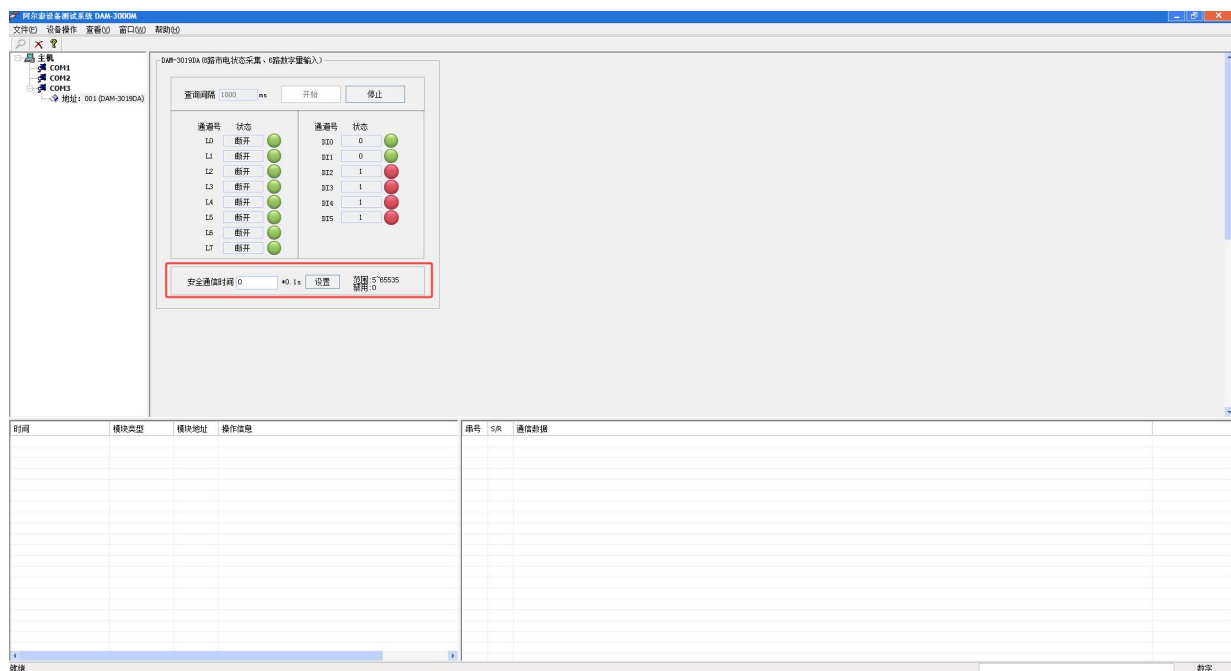 阿尔泰设备测试系统 DAM-3000M
文件(F) 设备操作 查看(V) 窗口(W) 帮助(H)
主机
COM1
COM2
COM3
地址: 001 (DAM-3019DA)
DAM-3019DA(8路市电状态采集、6路数字量输入)
查询间隔 1000 ms 开始 停止
通道号 状态
L0 断开
L1 断开
L2 断开
L3 断开
L4 断开
L5 断开
L6 断开
L7 断开
通道号 状态
DI0 0
DI1 0
DI2 1
DI3 1
DI4 1
DI5 1
安全通信时间 0 *0.1s 设置 范围:5~65535
禁用:0
时间 模块类型 模块地址 操作信息
串号 S/R 通信数据
就绪 数字